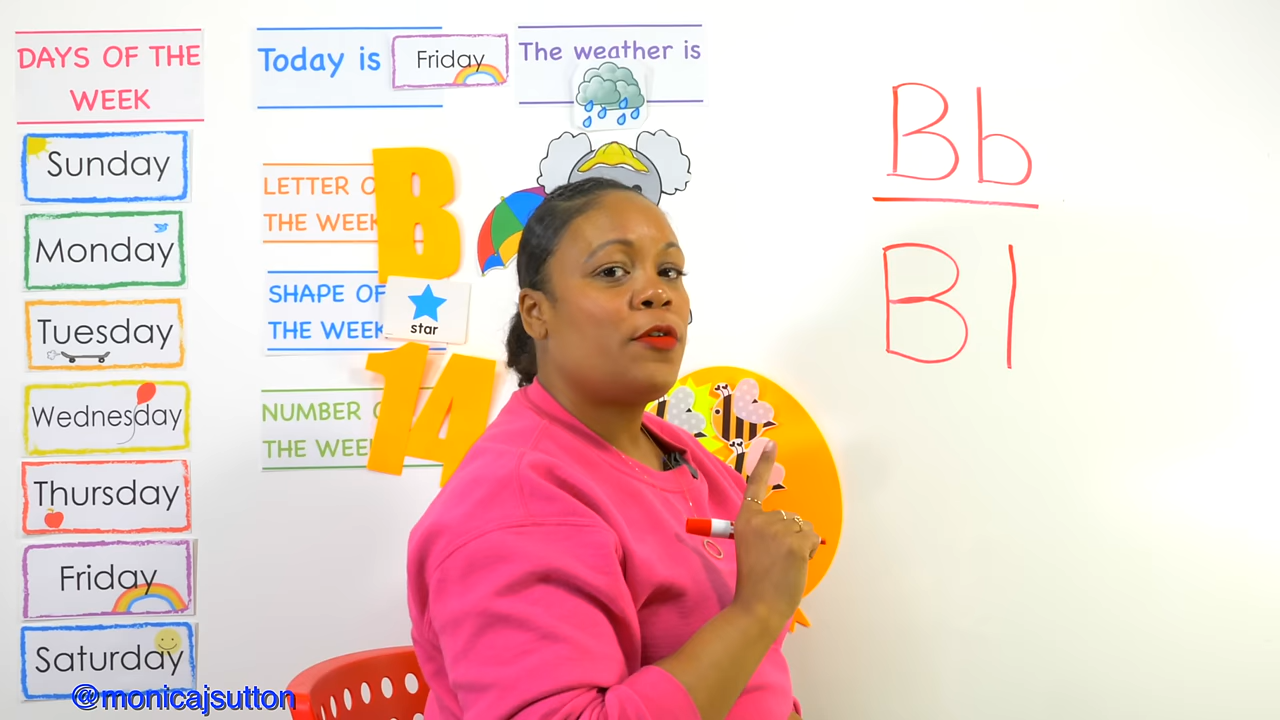 DAYS OF THE
WEEK
Sunday
Monday
Tuesday
Wednesday
Thursday
Friday
Saturday
Today is Friday
The weather is
LETTER O
THE WEEK
B
SHAPE OF
THE WEEK
star
NUMBER O
THE WEEK
14
Bb
Bl
@monicajsutton